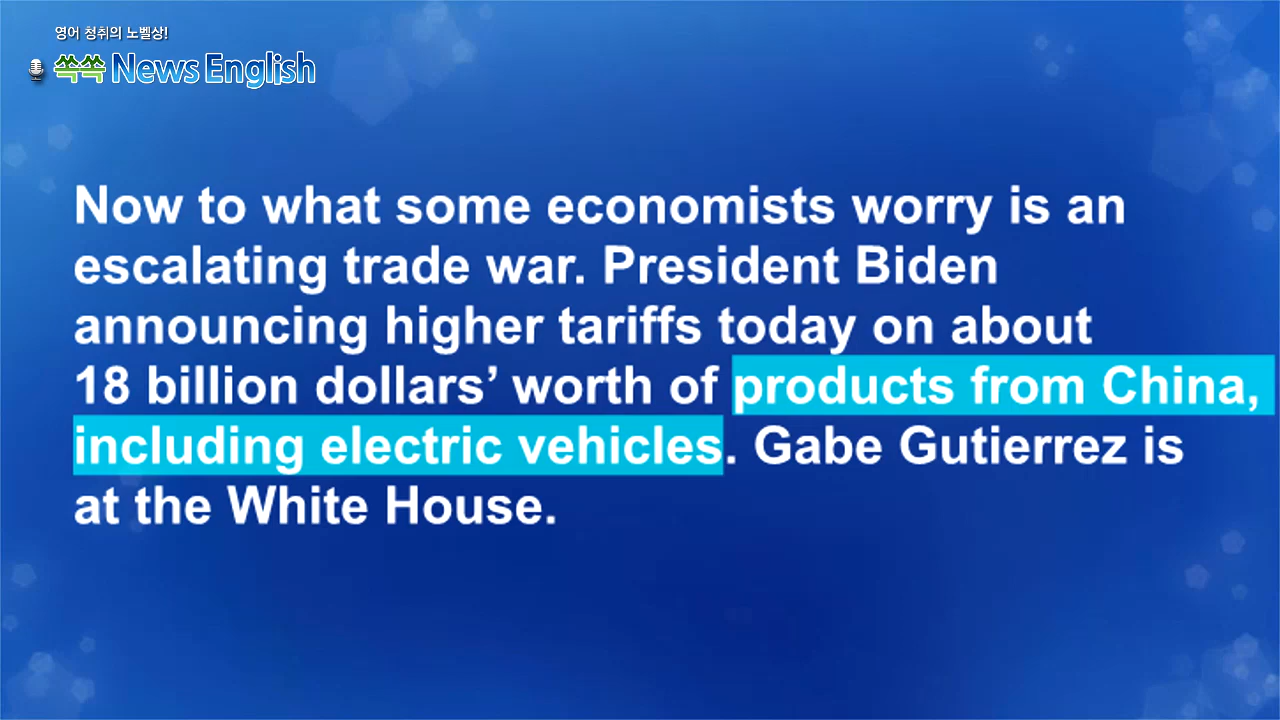 영어 청취의 노벨상!
쏙쏙 News English
Now to what some economists worry is an
escalating trade war. President Biden
announcing higher tariffs today on about
18 billion dollars’ worth of products from China,
including electric vehicles. Gabe Gutierrez is
at the White House.